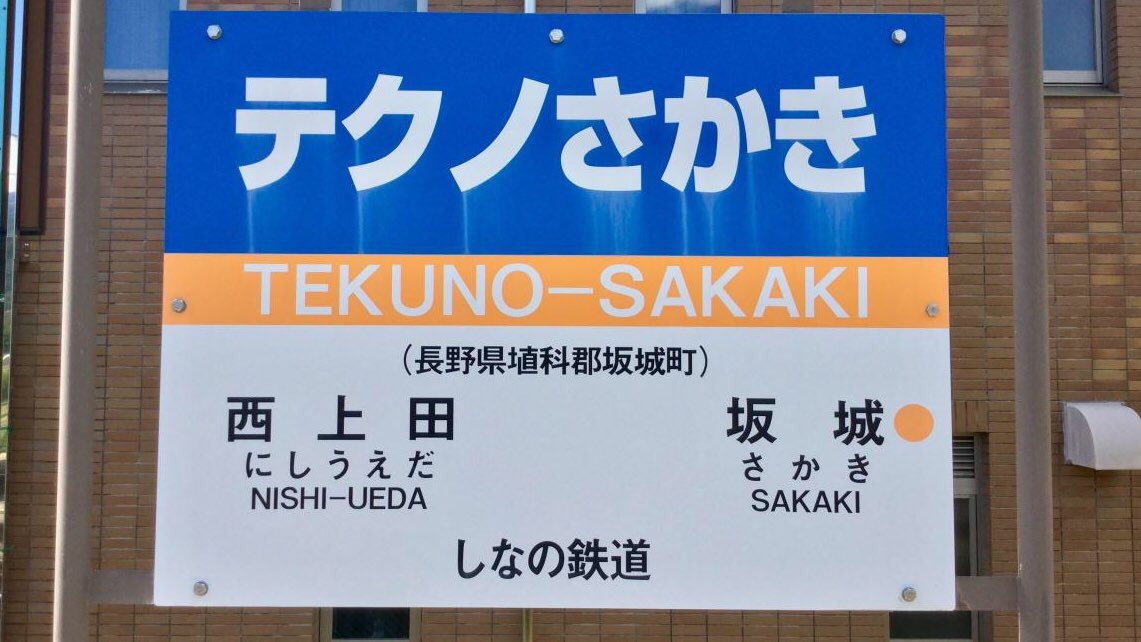 テクノさかき
TEKUNO-SAKAKI
(長野県埴科郡坂城町)
西上田 坂城
にしうえだ さかき
NISHI-UEDA SAKAKI
しなの鉄道